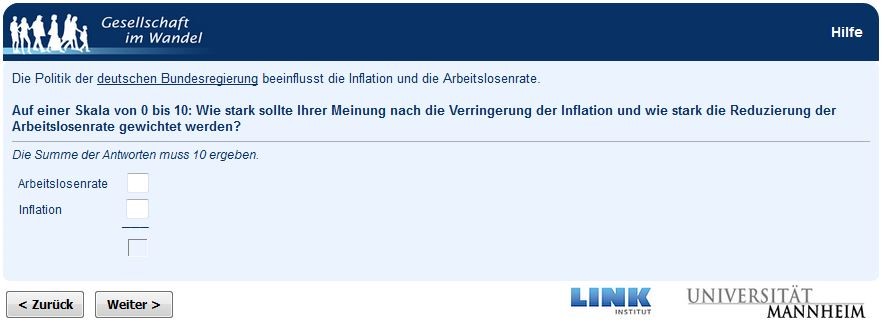 Gesellschaft
im Wandel
Hilfe
Die Politik der deutschen Bundesregierung beeinflusst die Inflation und die Arbeitslosenrate.
Auf einer Skala von 0 bis 10: Wie stark sollte Ihrer Meinung nach die Verringerung der Inflation und wie stark die Reduzierung der
Arbeitslosenrate gewichtet werden?
Die Summe der Antworten muss 10 ergeben.
Arbeitslosenrate
Inflation
< Zurück
Weiter >
LINK
INSTITUT
UNIVERSITÄT
MANNHEIM